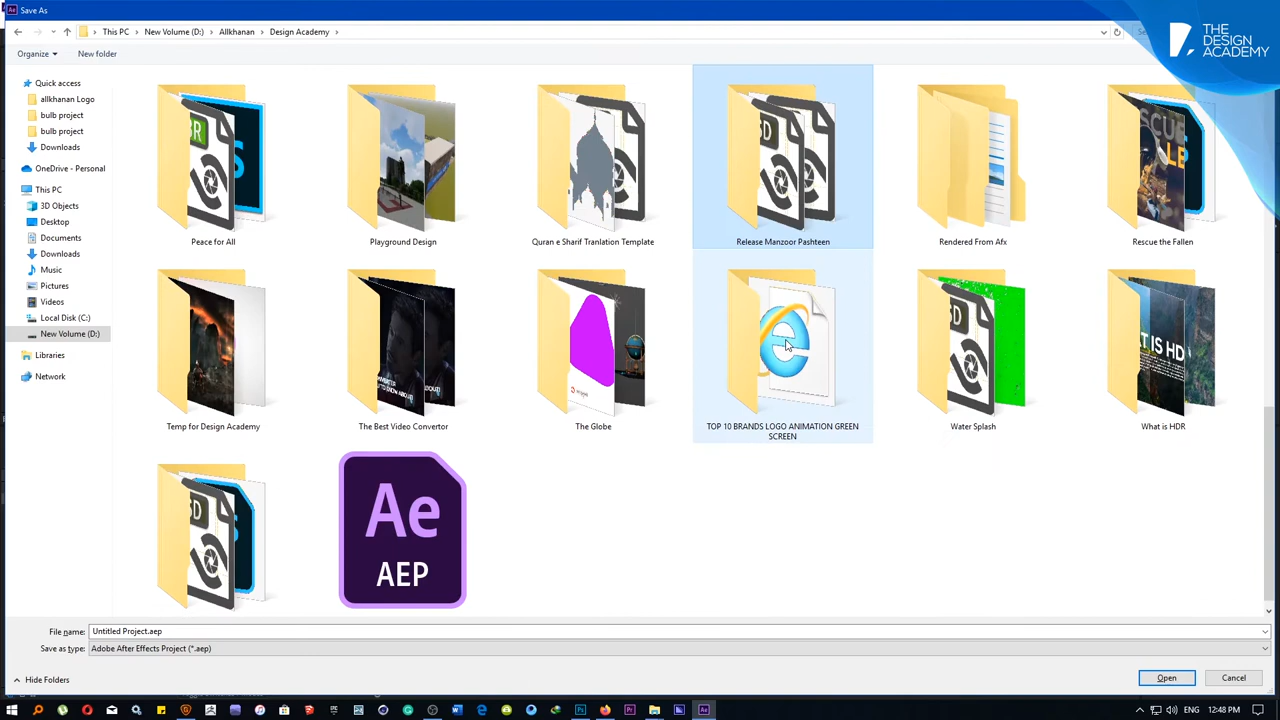 Save As
THE
DESIGN
ACADEMY
This PC > New Volume (D:) > Allkhanan > Design Academy >
Organize
New folder
Quick access
allkhanan Logo
bulb project
bulb project
Downloads
OneDrive - Personal
This PC
3D Objects
Desktop
Documents
Downloads
Music
Pictures
Videos
Local Disk (C:)
New Volume (D:)
Libraries
Network
Peace for All
Playground Design
Quran e Sharif Tranlation Template
Release Manzoor Pashteen
Rendered From Afx
Rescue the Fallen
Temp for Design Academy
The Best Video Convertor
The Globe
TOP 10 BRANDS LOGO ANIMATION GREEN
SCREEN
Water Splash
What is HDR
Ae
AEP
File name: Untitled Project.aep
Save as type: Adobe After Effects Project (*.aep)
Hide Folders
Open
Cancel
ENG
12:48 PM